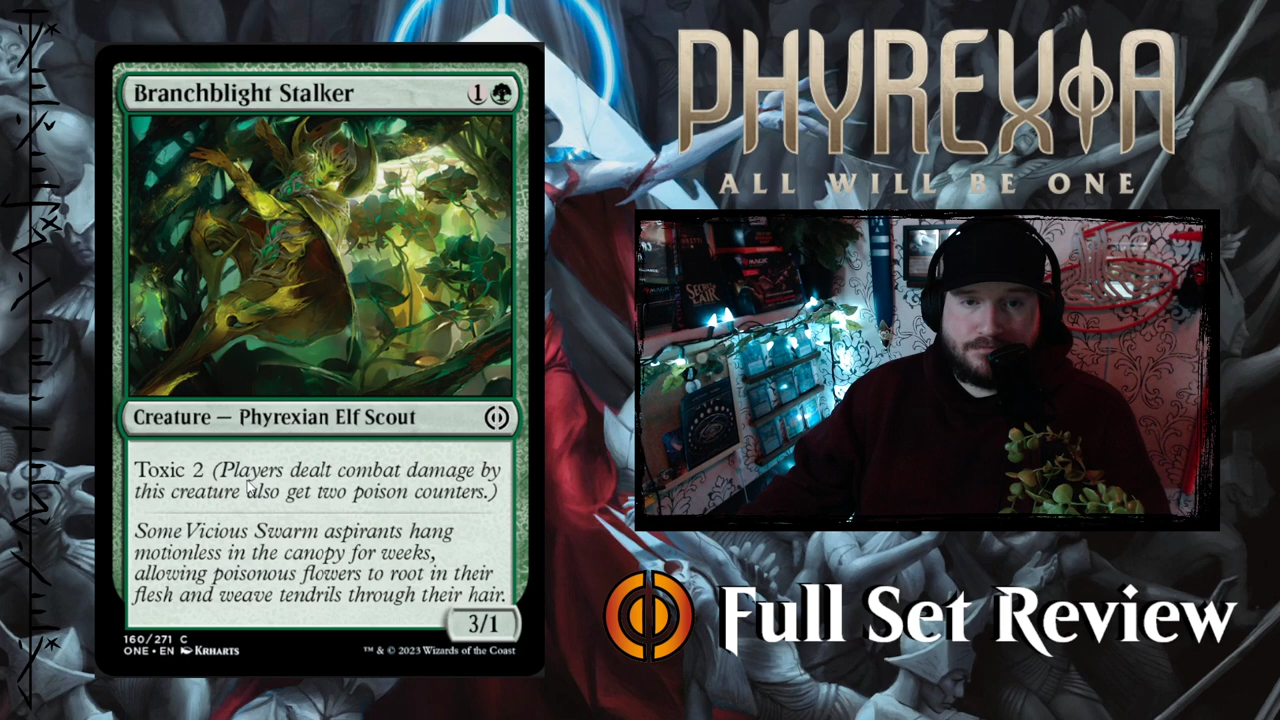 Branchblight Stalker
1
Creature — Phyrexian Elf Scout
Toxic 2 (Players dealt combat damage by
this creature also get two poison counters.)
Some Vicious Swarm aspirants hang
motionless in the canopy for weeks,
allowing poisonous flowers to root in their
flesh and weave tendrils through their hair.
3/1
160/271 C
ONE • EN KRHARTS
™ & © 2023 Wizards of the Coast
PHYREXIA
ALL WILL BE ONE
SECRET
LAIR
MAGIC
Full Set Review